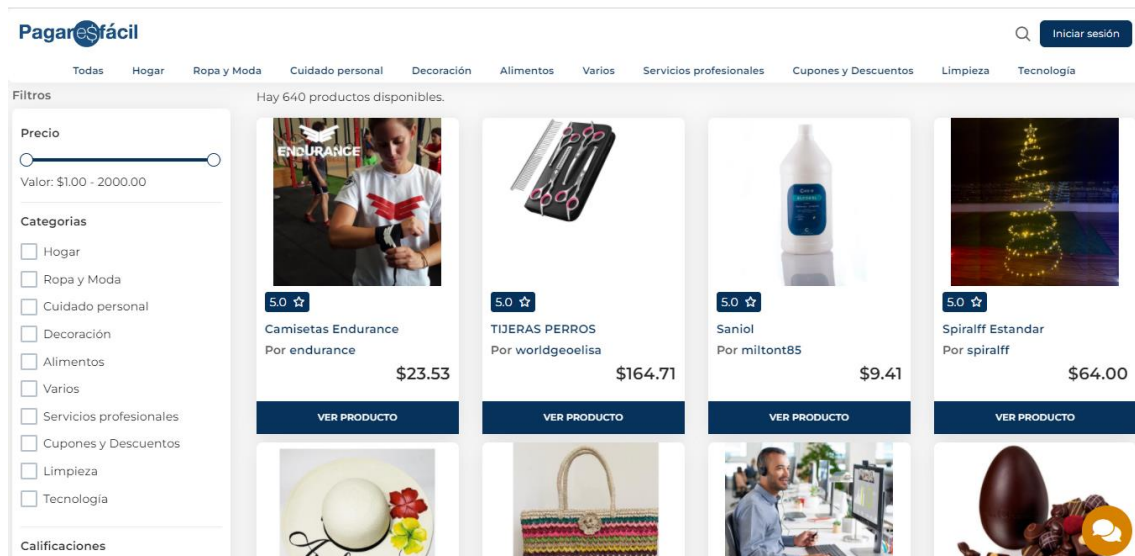 Pagaresfácil
Iniciar sesión
Todas Hogar Ropa y Moda Cuidado personal Decoración Alimentos Varios Servicios profesionales Cupones y Descuentos Limpieza Tecnología
Filtros
Hay 640 productos disponibles.
Precio
Valor: $1.00 - 2000.00
Categorias
Hogar
Ropa y Moda
Cuidado personal
Decoración
Alimentos
Varios
Servicios profesionales
Cupones y Descuentos
Limpieza
Tecnología
Calificaciones
ENDURANCE
5.0
Camisetas Endurance
Por endurance
$23.53
VER PRODUCTO
5.0
TIJERAS PERROS
Por worldgeoelisa
$164.71
VER PRODUCTO
5.0
Saniol
Por miltont85
$9.41
VER PRODUCTO
5.0
Spiralff Estandar
Por spiralff
$64.00
VER PRODUCTO